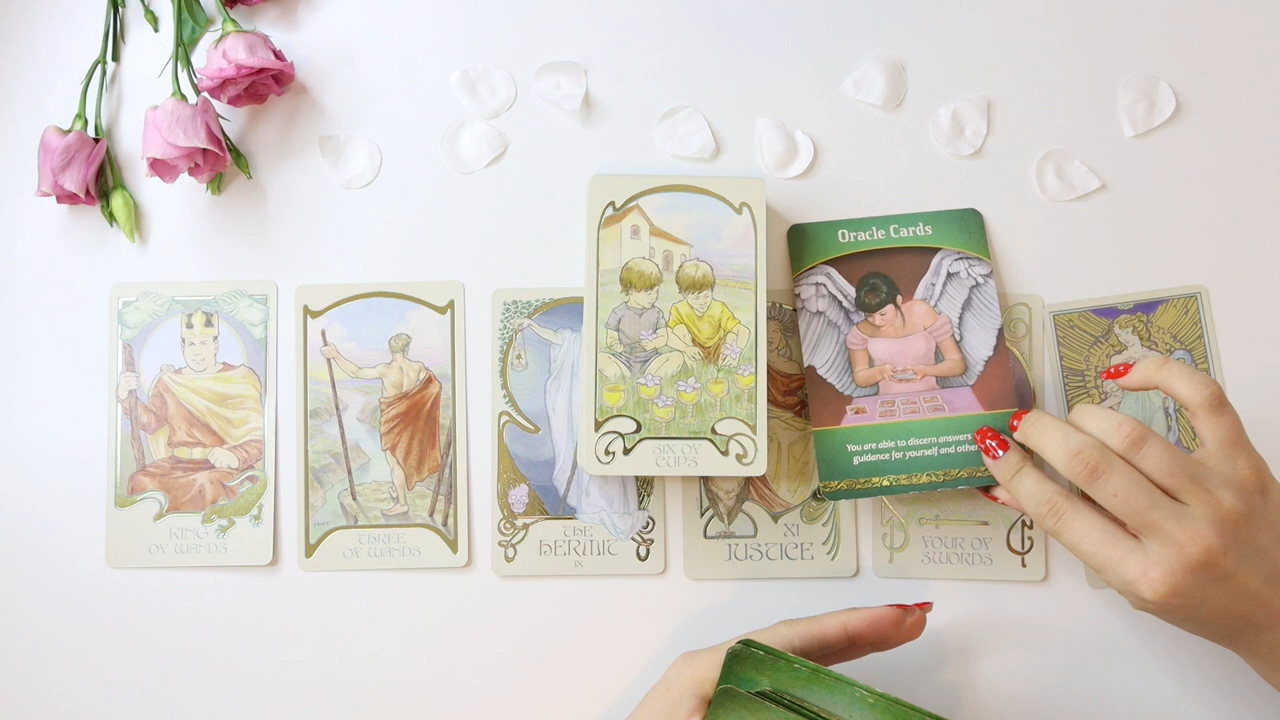 KING
OF WANDS
THREE
OF WANDS
THE
HERMIT
IX
SIX OF
CUPS
XI
JUSTICE
Oracle Cards
You are able to discern answers
guidance for yourself and other
FOUR OF
SWORDS